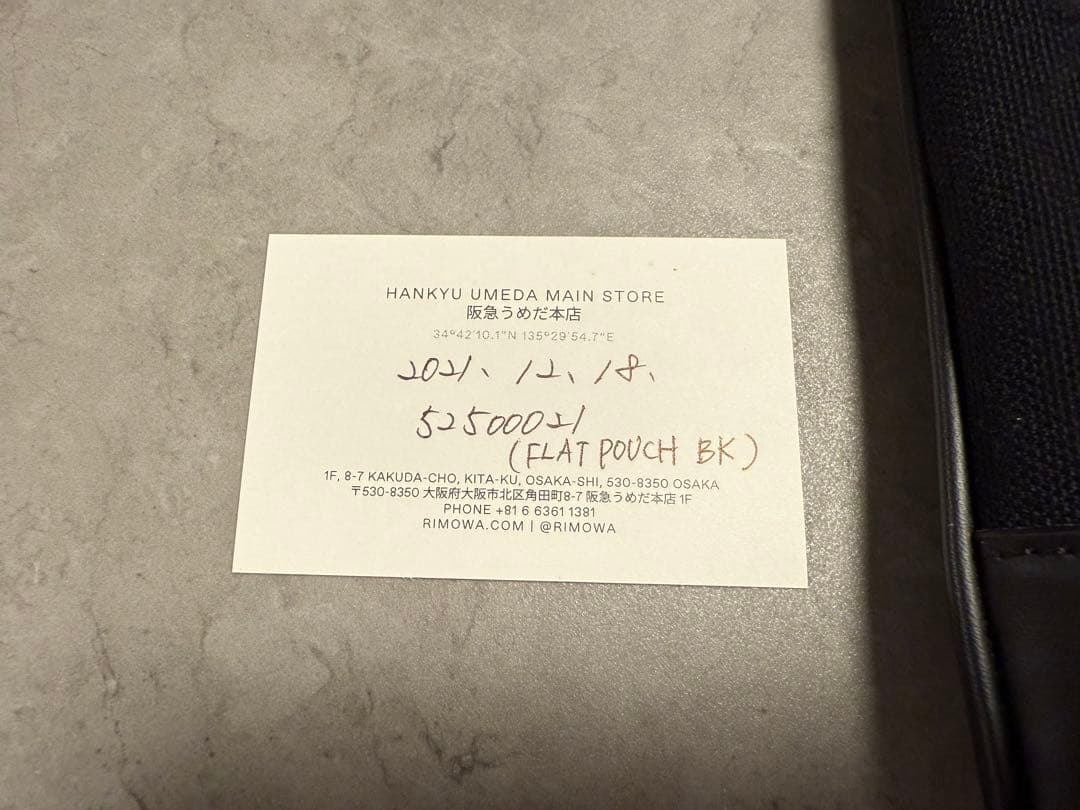 HANKYU UMEDA MAIN STORE
阪急うめだ本店
34°42'10.1"N 135°29'54.7"E
2021、12、18、
52500021
(FLAT POUCH BK)
1F, 8-7 KAKUDA-CHO, KITA-KU, OSAKA-SHI, 530-8350 OSAKA
〒530-8350 大阪府大阪市北区角田町8-7 阪急うめだ本店 1F
PHONE +81 6 6361 1381
RIMOWA.COM | @RIMOWA